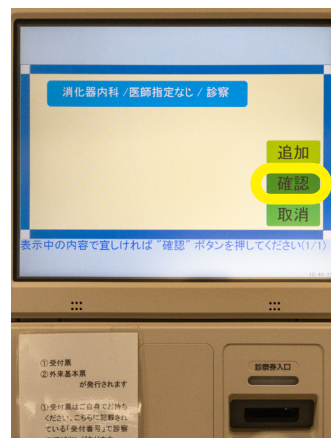 消化器内科 /医師指定なし / 診察
追加
確認
取消
表示中の内容で宜しければ "確認" ボタンを押してください(1/1)
①受付票
②外来基本票
が発行されます
①受付票はご自身でお持ち
ください。こちらに記載され
ている「受付番号」で診察
診察券入口